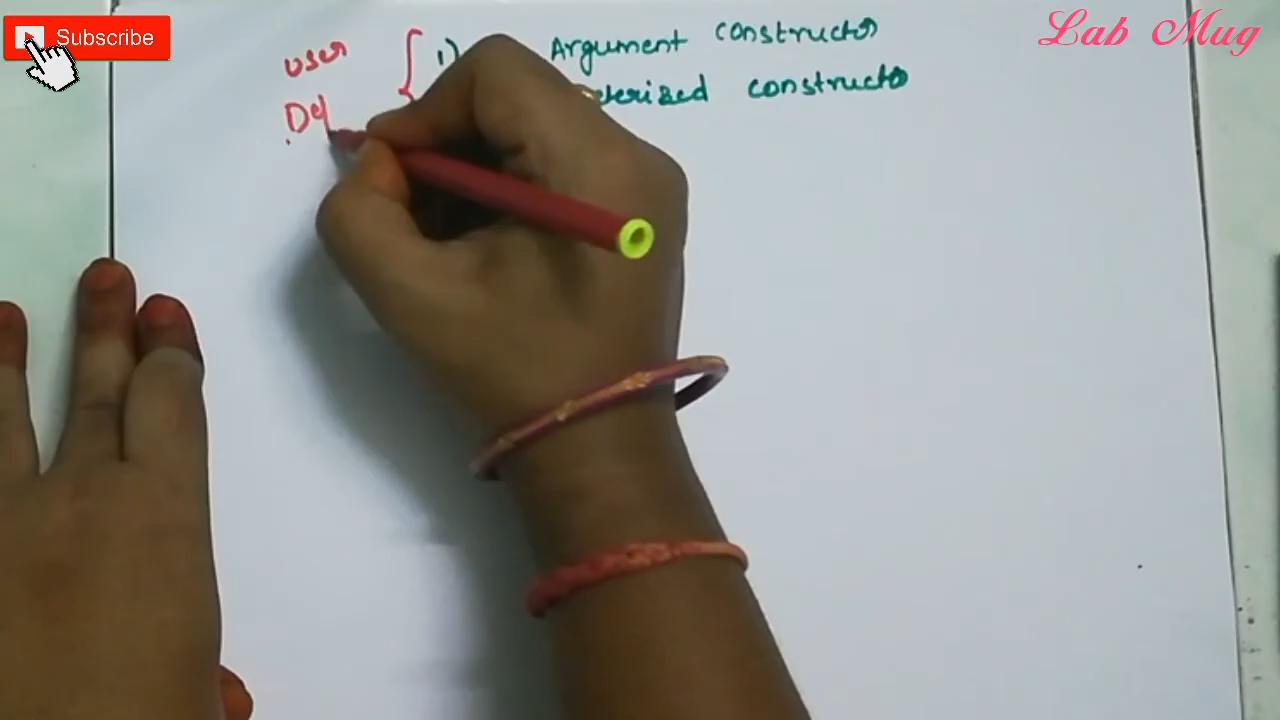 Subscribe
Lab Mug
user
Def
1) Argument constructor
constructor